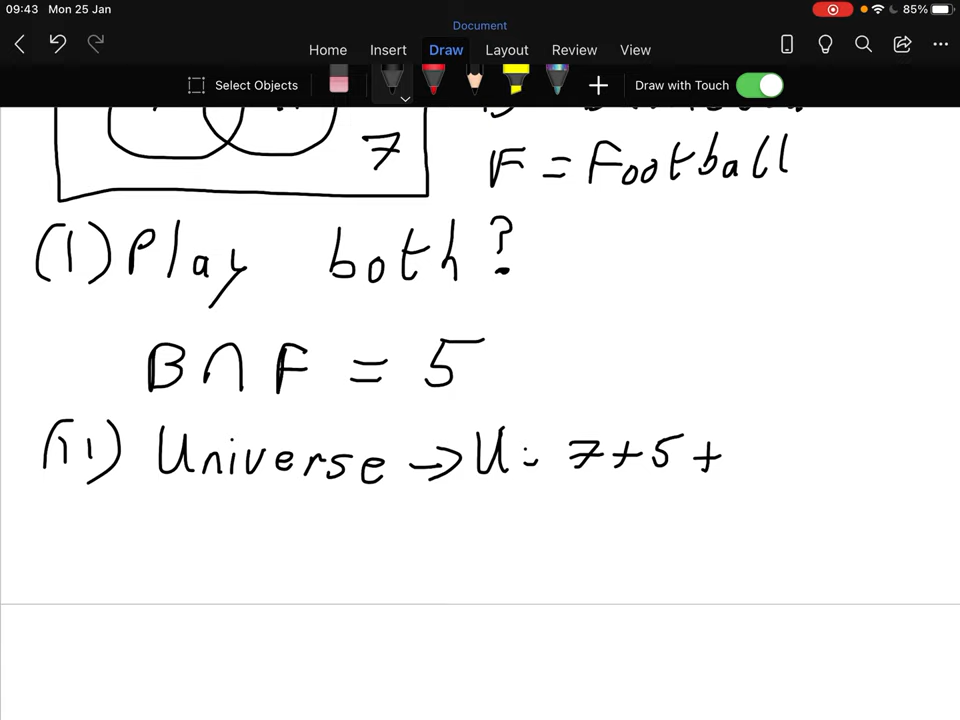 09:43 Mon 25 Jan
85%
Document
Home Insert Draw Layout Review View
Select Objects
Draw with Touch
7
F = Football
(i) Play both?
B ∩ F = 5
(ii) Universe → U = 7 + 5 +